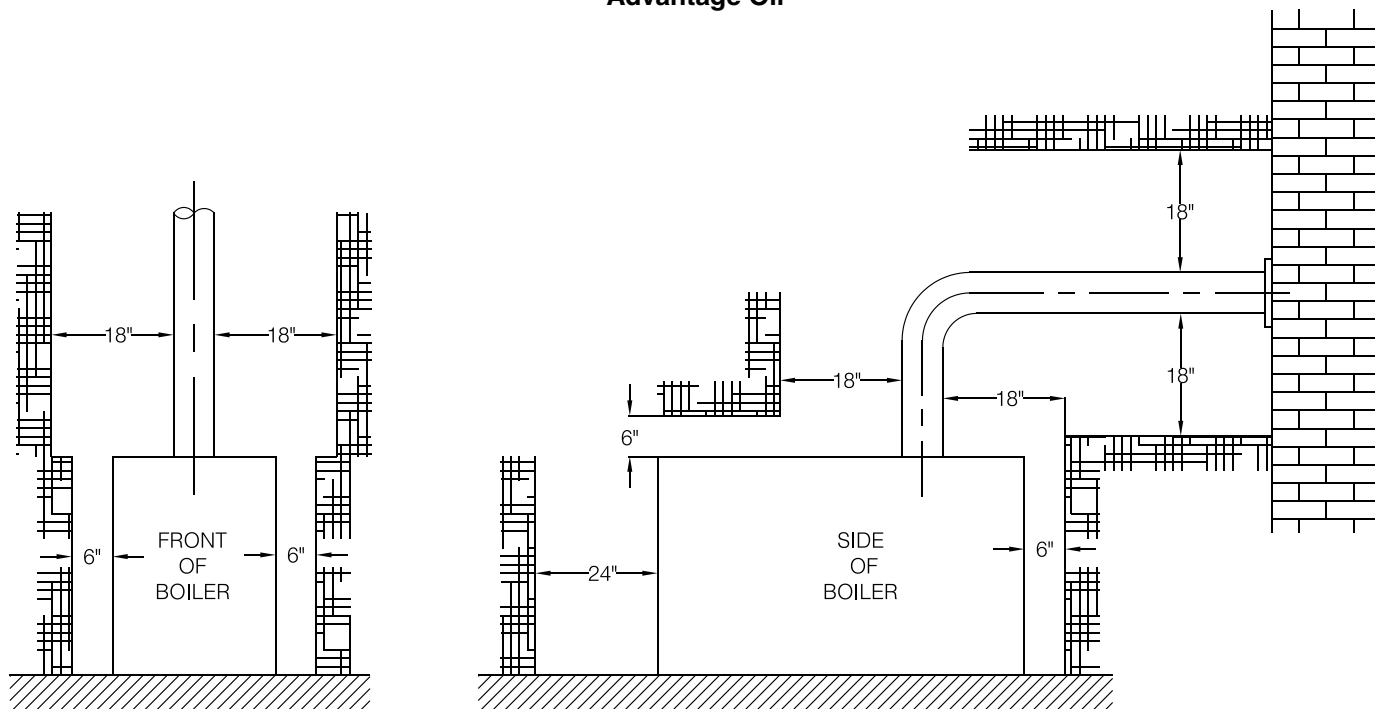 Advantage Oil
18"
18"
6"
FRONT
OF
BOILER
6"
18"
18"
18"
18"
6"
24"
SIDE
OF
BOILER
6"